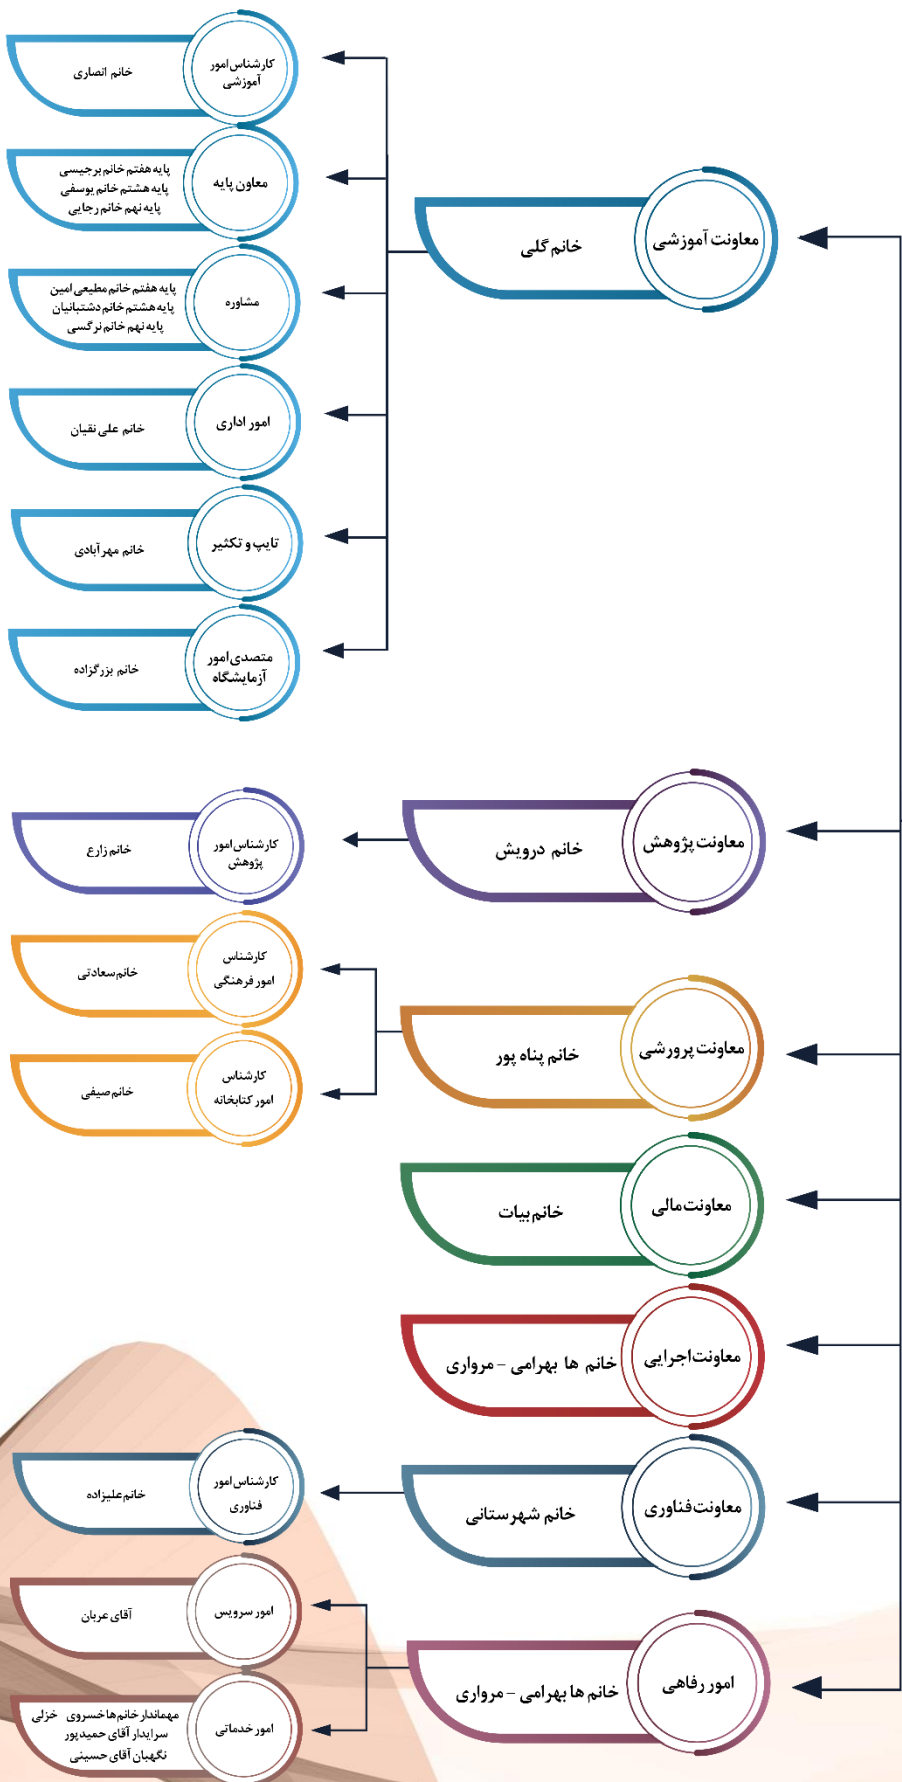 معاونت آموزشی
خانم گلی
کارشناس امور
آموزشی
خانم انصاری
معاون پایه
پایه هفتم خانم برجیسی
پایه هشتم خانم یوسفی
پایه نهم خانم رجایی
مشاوره
پایه هفتم خانم مطیعی امین
پایه هشتم خانم دشتبانیان
پایه نهم خانم نرگسی
امور اداری
خانم علی نقیان
تایپ و تکثیر
خانم مهرآبادی
متصدی امور
آزمایشگاه
خانم بزرگزاده
معاونت پژوهش
خانم درویش
کارشناس امور
پژوهش
خانم زارع
معاونت پرورشی
خانم پناه پور
کارشناس
امور فرهنگی
خانم سعادتی
کارشناس
امور کتابخانه
خانم صیفی
معاونت مالی
خانم بیات
معاونت اجرایی
خانم ها بهرامی - مرواری
معاونت فناوری
خانم شهرستانی
کارشناس امور
فناوری
خانم علیزاده
امور رفاهی
خانم ها بهرامی - مرواری
امور سرویس
آقای عربان
امور خدماتی
مهماندار خانم ها خسروی خزلی
سرایدار آقای حمیدپور
نگهبان آقای حسینی